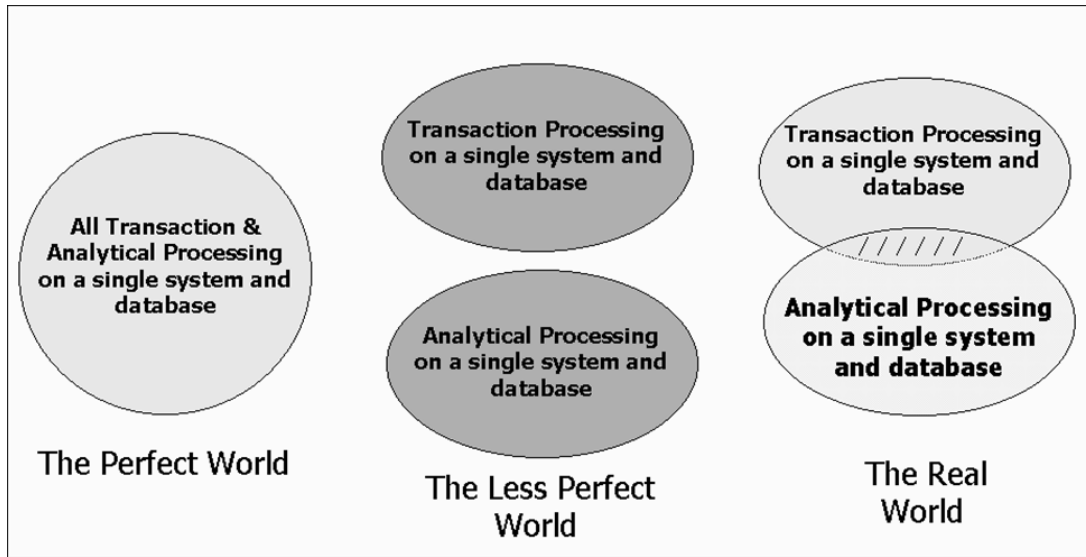 All Transaction &
Analytical Processing
on a single system and
database
The Perfect World
Transaction Processing
on a single system and
database
Analytical Processing
on a single system and
database
The Less Perfect
World
Transaction Processing
on a single system and
database
Analytical Processing
on a single system
and database
The Real
World